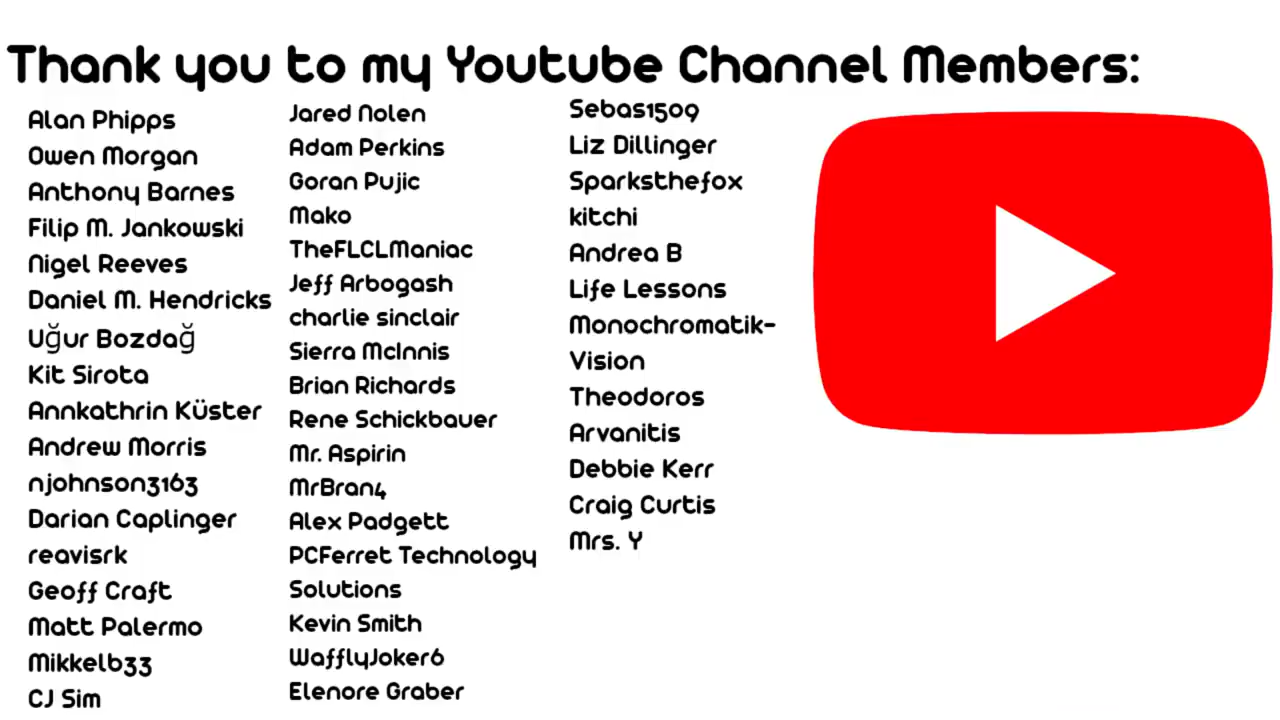 Thank you to my Youtube Channel Members:
Alan Phipps
Owen Morgan
Anthony Barnes
Filip M. Jankowski
Nigel Reeves
Daniel M. Hendricks
Uğur Bozdağ
Kit Sirota
Annkathrin Küster
Andrew Morris
njohnson3163
Darian Caplinger
reavisrk
Geoff Craft
Matt Palermo
Mikkelb33
CJ Sim
Jared Nolen
Adam Perkins
Goran Pujic
Mako
TheFLCLManiac
Jeff Arbogash
charlie sinclair
Sierra McInnis
Brian Richards
Rene Schickbauer
Mr. Aspirin
MrBran4
Alex Padgett
PCFerret Technology
Solutions
Kevin Smith
WafflyJoker6
Elenore Graber
Sebas1509
Liz Dillinger
Sparksthefox
kitchi
Andrea B
Life Lessons
Monochromatik-
Vision
Theodoros
Arvanitis
Debbie Kerr
Craig Curtis
Mrs. Y